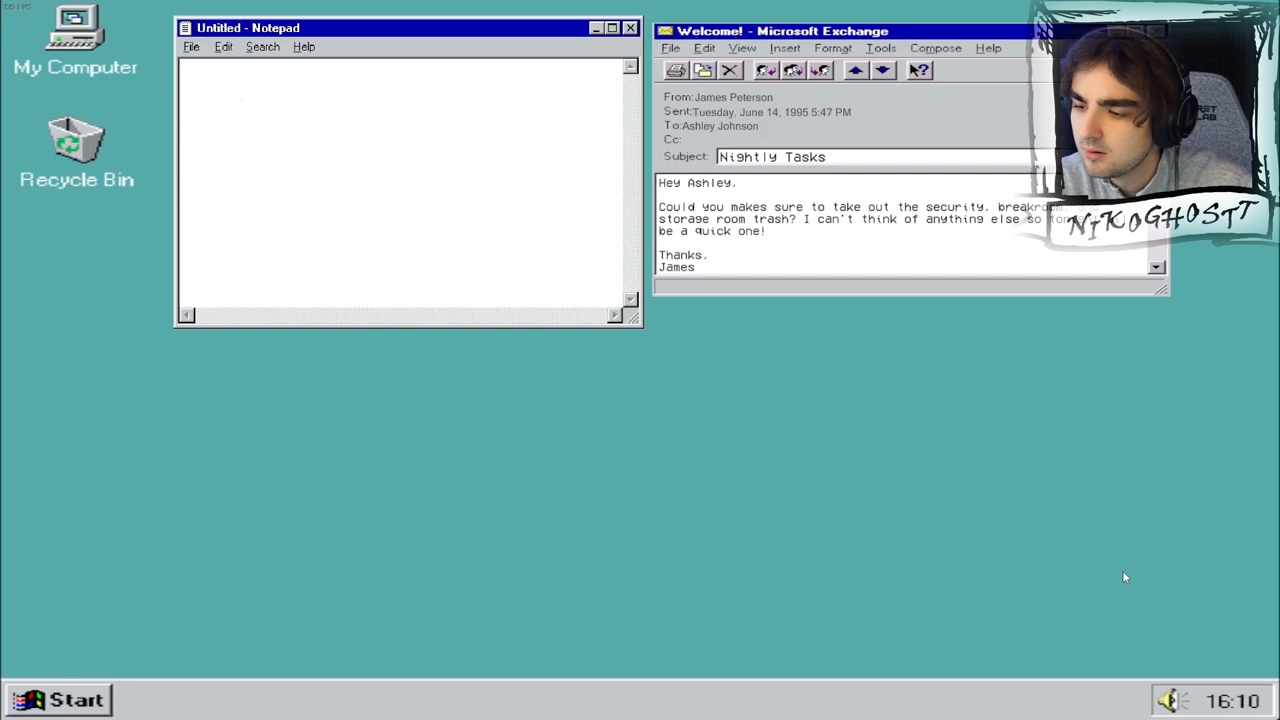 My Computer
Recycle Bin
Untitled - Notepad
File Edit Search Help
Welcome! - Microsoft Exchange
File Edit View Insert Format Tools Compose Help
From: James Peterson
Sent: Tuesday, June 14, 1995 5:47 PM
To: Ashley Johnson
Cc:
Subject: Nightly Tasks
Hey Ashley,
Could you makes sure to take out the security, breakroom,
storage room trash? I can't think of anything else so
be a quick one!
Thanks,
James
NIKOGHOSTT
Start
16:10